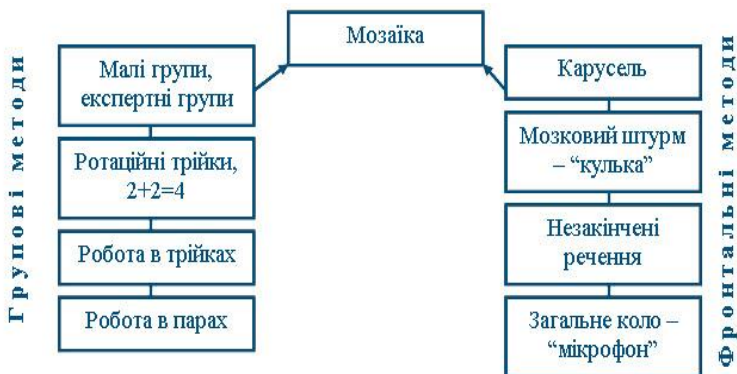 Мозаїка
Групові методи
Малі групи,
експертні групи
Ротаційні трійки,
2+2=4
Робота в трійках
Робота в парах
Карусель
Мозковий штурм
– “кулька”
Незакінчені
речення
Загальне коло –
“мікрофон”
Фронтальні методи